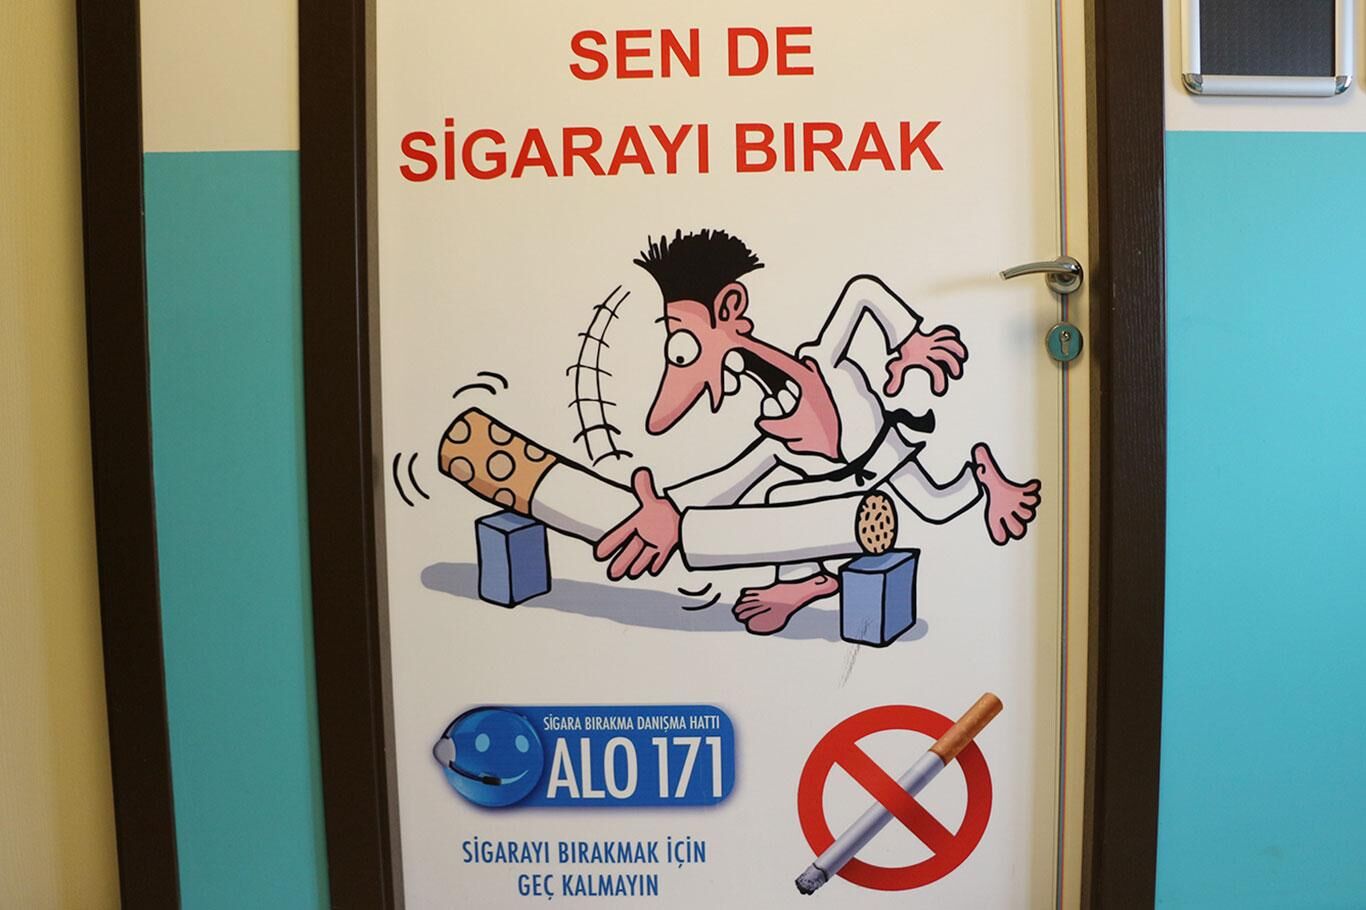 SEN DE
SİGARAYI BIRAK
SİGARA BIRAKMA DANIŞMA HATTI
ALO 171
SİGARAYI BIRAKMAK İÇİN
GEÇ KALMAYIN